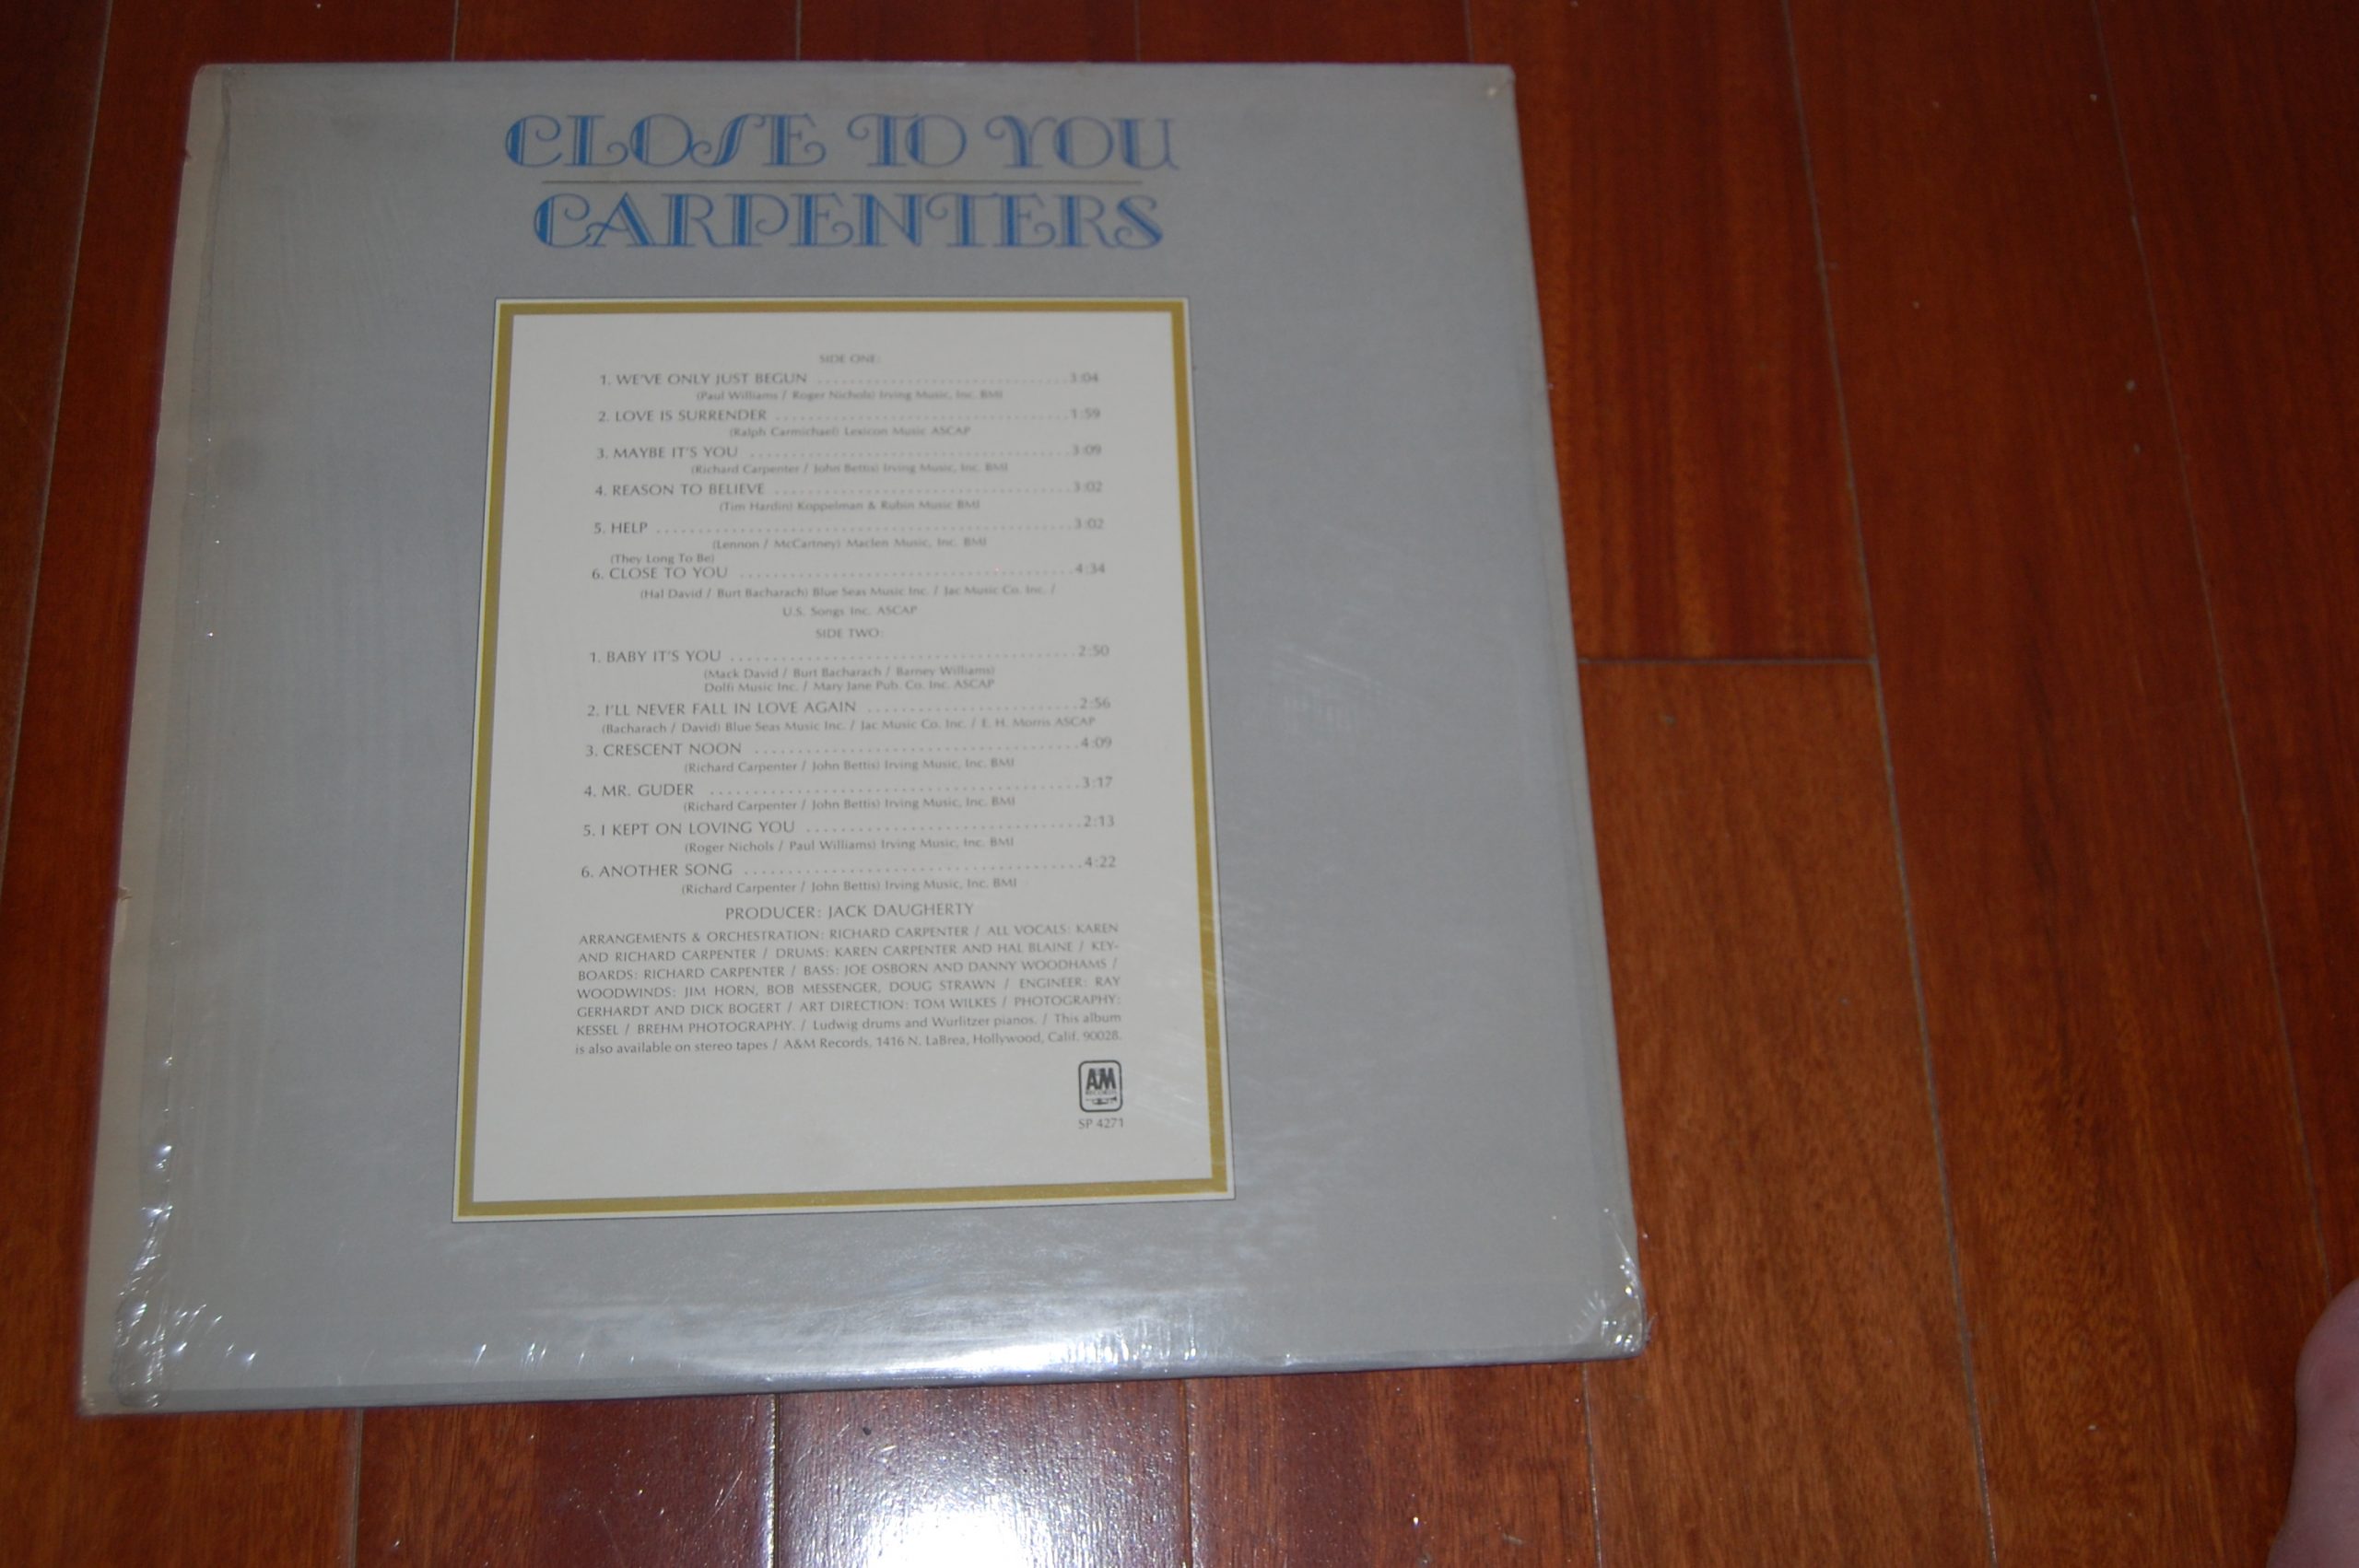 CLOSE TO YOU
CARPENTERS
SIDE ONE:
1. WE'VE ONLY JUST BEGUN ..............................3:04
(Paul Williams / Roger Nichols) Irving Music, Inc. BMI
2. LOVE IS SURRENDER ..................................1:59
(Ralph Carmichael) Lexicon Music ASCAP
3. MAYBE IT'S YOU .....................................3:09
(Richard Carpenter / John Bettis) Irving Music, Inc. BMI
4. REASON TO BELIEVE ..................................3:02
(Tim Hardin) Koppelman & Rubin Music BMI
5. HELP ...............................................3:02
(Lennon / McCartney) Maclen Music, Inc. BMI
(They Long To Be)
6. CLOSE TO YOU .......................................4:34
(Hal David / Burt Bacharach) Blue Seas Music Inc. / Jac Music Co. Inc. /
U.S. Songs Inc. ASCAP
SIDE TWO:
1. BABY IT'S YOU ......................................2:50
(Mack David / Burt Bacharach / Barney Williams)
Dolfi Music Inc. / Mary Jane Pub. Co. Inc. ASCAP
2. I'LL NEVER FALL IN LOVE AGAIN ........................2:56
(Bacharach / David) Blue Seas Music Inc. / Jac Music Co. Inc. / E. H. Morris ASCAP
3. CRESCENT NOON ......................................4:09
(Richard Carpenter / John Bettis) Irving Music, Inc. BMI
4. MR. GUDER ..........................................3:17
(Richard Carpenter / John Bettis) Irving Music, Inc. BMI
5. I KEPT ON LOVING YOU ...............................2:13
(Roger Nichols / Paul Williams) Irving Music, Inc. BMI
6. ANOTHER SONG .......................................4:22
(Richard Carpenter / John Bettis) Irving Music, Inc. BMI
PRODUCER: JACK DAUGHERTY
ARRANGEMENTS & ORCHESTRATION: RICHARD CARPENTER / ALL VOCALS: KAREN
AND RICHARD CARPENTER / DRUMS: KAREN CARPENTER AND HAL BLAINE / KEY-
BOARDS: RICHARD CARPENTER / BASS: JOE OSBORN AND DANNY WOODHAMS /
WOODWINDS: JIM HORN, BOB MESSENGER, DOUG STRAWN / ENGINEER: RAY
GERHARDT AND DICK BOGERT / ART DIRECTION: TOM WILKES / PHOTOGRAPHY:
KESSEL / BREHM PHOTOGRAPHY. / Ludwig drums and Wurlitzer pianos. / This album
is also available on stereo tapes / A&M Records, 1416 N. LaBrea, Hollywood, Calif. 90028.
AM
RECORDS
SP 4271